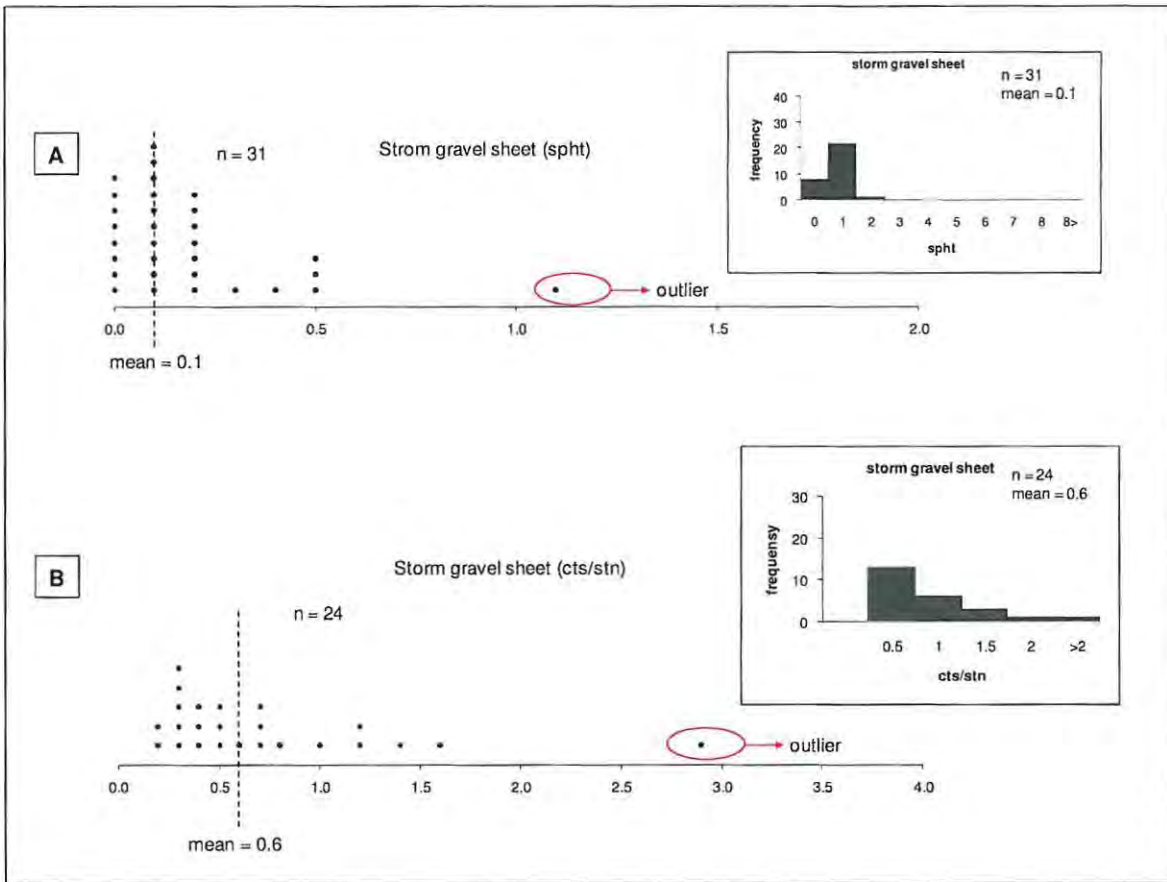 A
n = 31
Strom gravel sheet (spht)
outlier
0.0 0.5 1.0 1.5 2.0
mean = 0.1
storm gravel sheet
n = 31
mean = 0.1
frequency
40
30
20
10
0
0 1 2 3 4 5 6 7 8 8>
spht
B
Storm gravel sheet (cts/stn)
n = 24
outlier
0.0 0.5 1.0 1.5 2.0 2.5 3.0 3.5 4.0
mean = 0.6
storm gravel sheet
n = 24
mean = 0.6
frequensy
30
20
10
0
0.5 1 1.5 2 >2
cts/stn